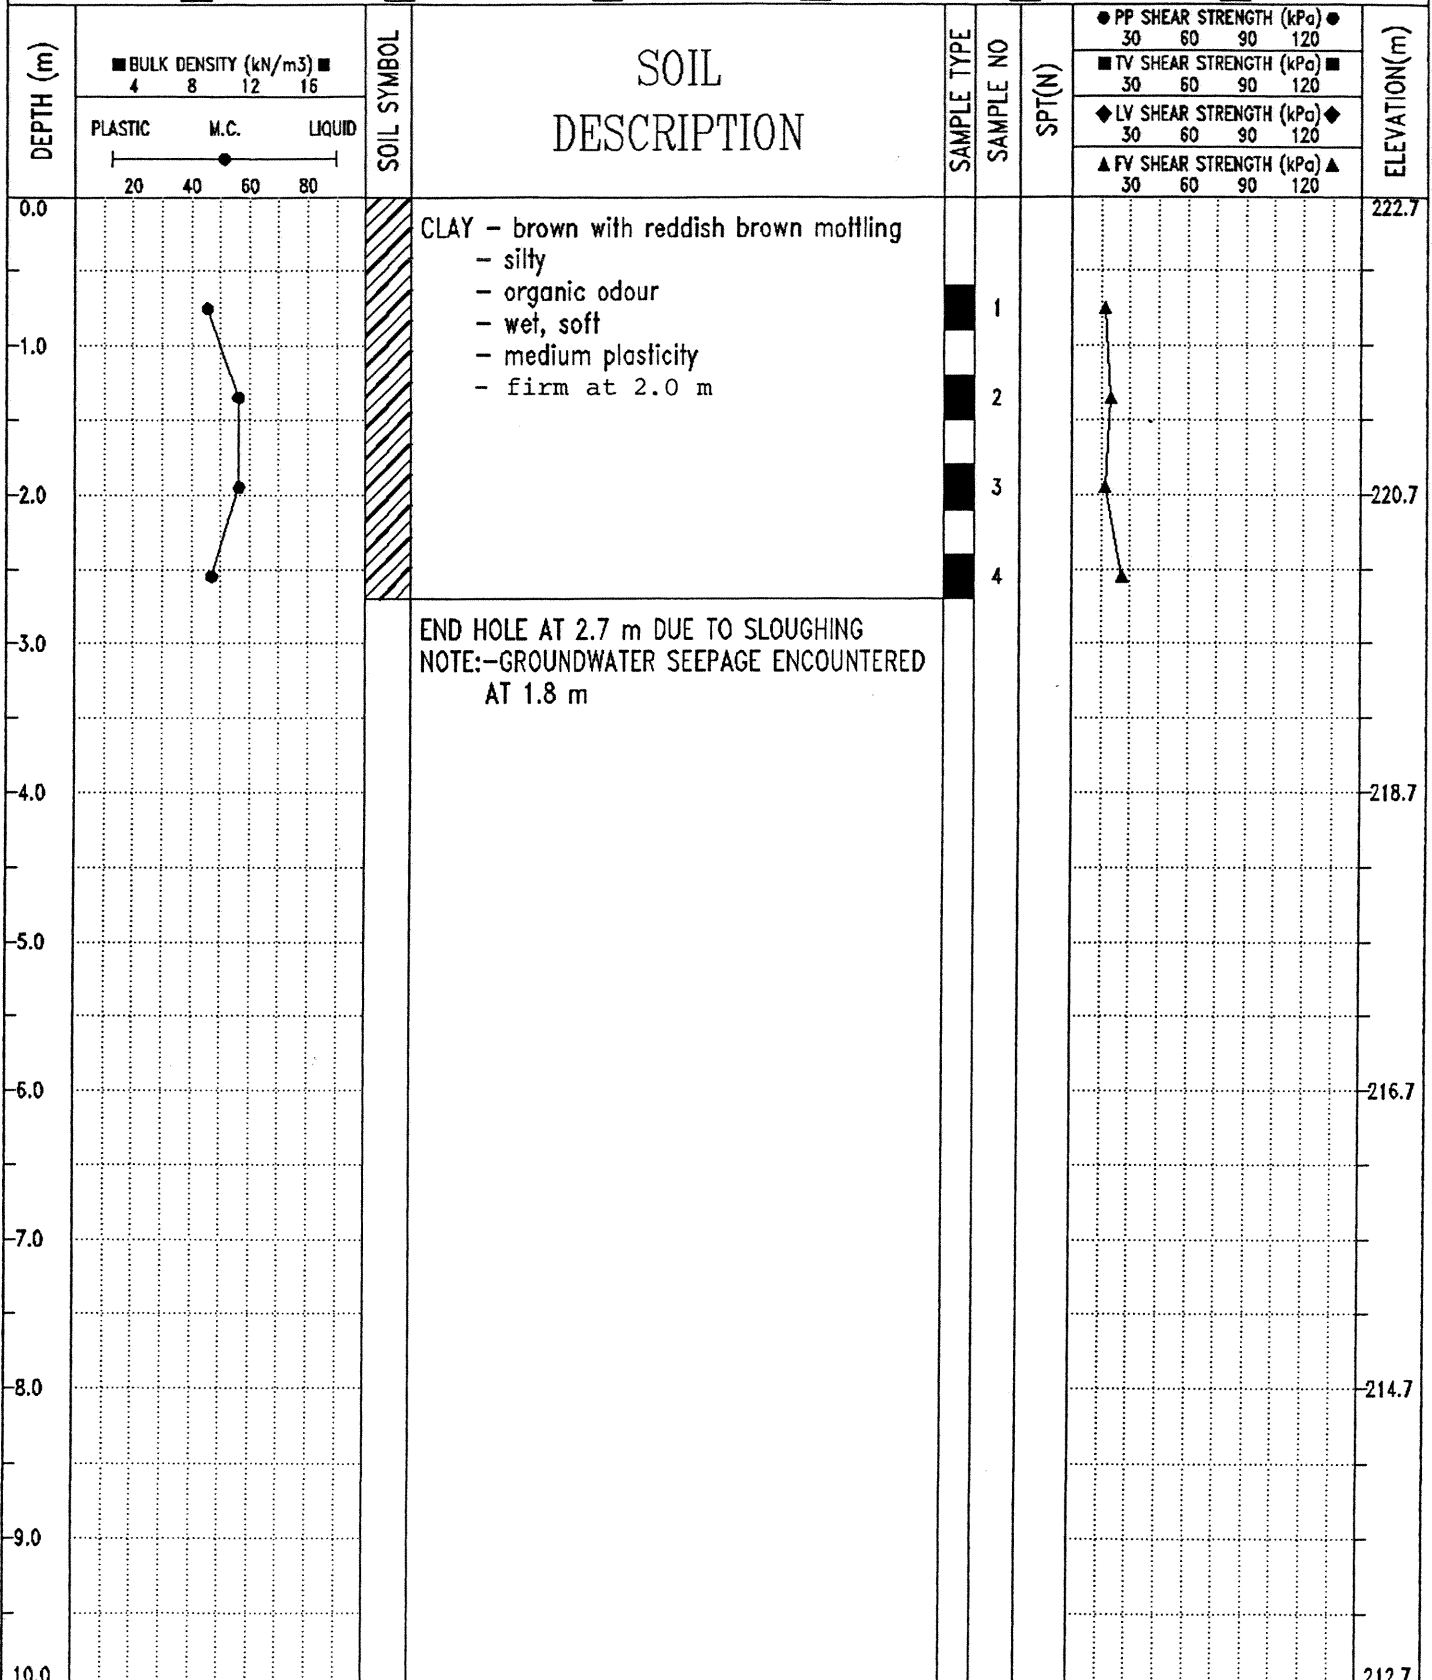 DEPTH (m)
■ BULK DENSITY (kN/m3) ■
4 8 12 16
PLASTIC M.C. LIQUID
20 40 60 80
SOIL SYMBOL
SOIL
DESCRIPTION
SAMPLE TYPE
SAMPLE NO
SPT(N)
● PP SHEAR STRENGTH (kPa) ●
30 60 90 120
■ TV SHEAR STRENGTH (kPa) ■
30 60 90 120
◆ LV SHEAR STRENGTH (kPa) ◆
30 60 90 120
▲ FV SHEAR STRENGTH (kPa) ▲
30 60 90 120
ELEVATION(m)
0.0
1.0
2.0
3.0
4.0
5.0
6.0
7.0
8.0
9.0
10.0
CLAY – brown with reddish brown mottling
– silty
– organic odour
– wet, soft
– medium plasticity
- firm at 2.0 m
END HOLE AT 2.7 m DUE TO SLOUGHING
NOTE:–GROUNDWATER SEEPAGE ENCOUNTERED
AT 1.8 m
1
2
3
4
222.7
220.7
218.7
216.7
214.7
212.7